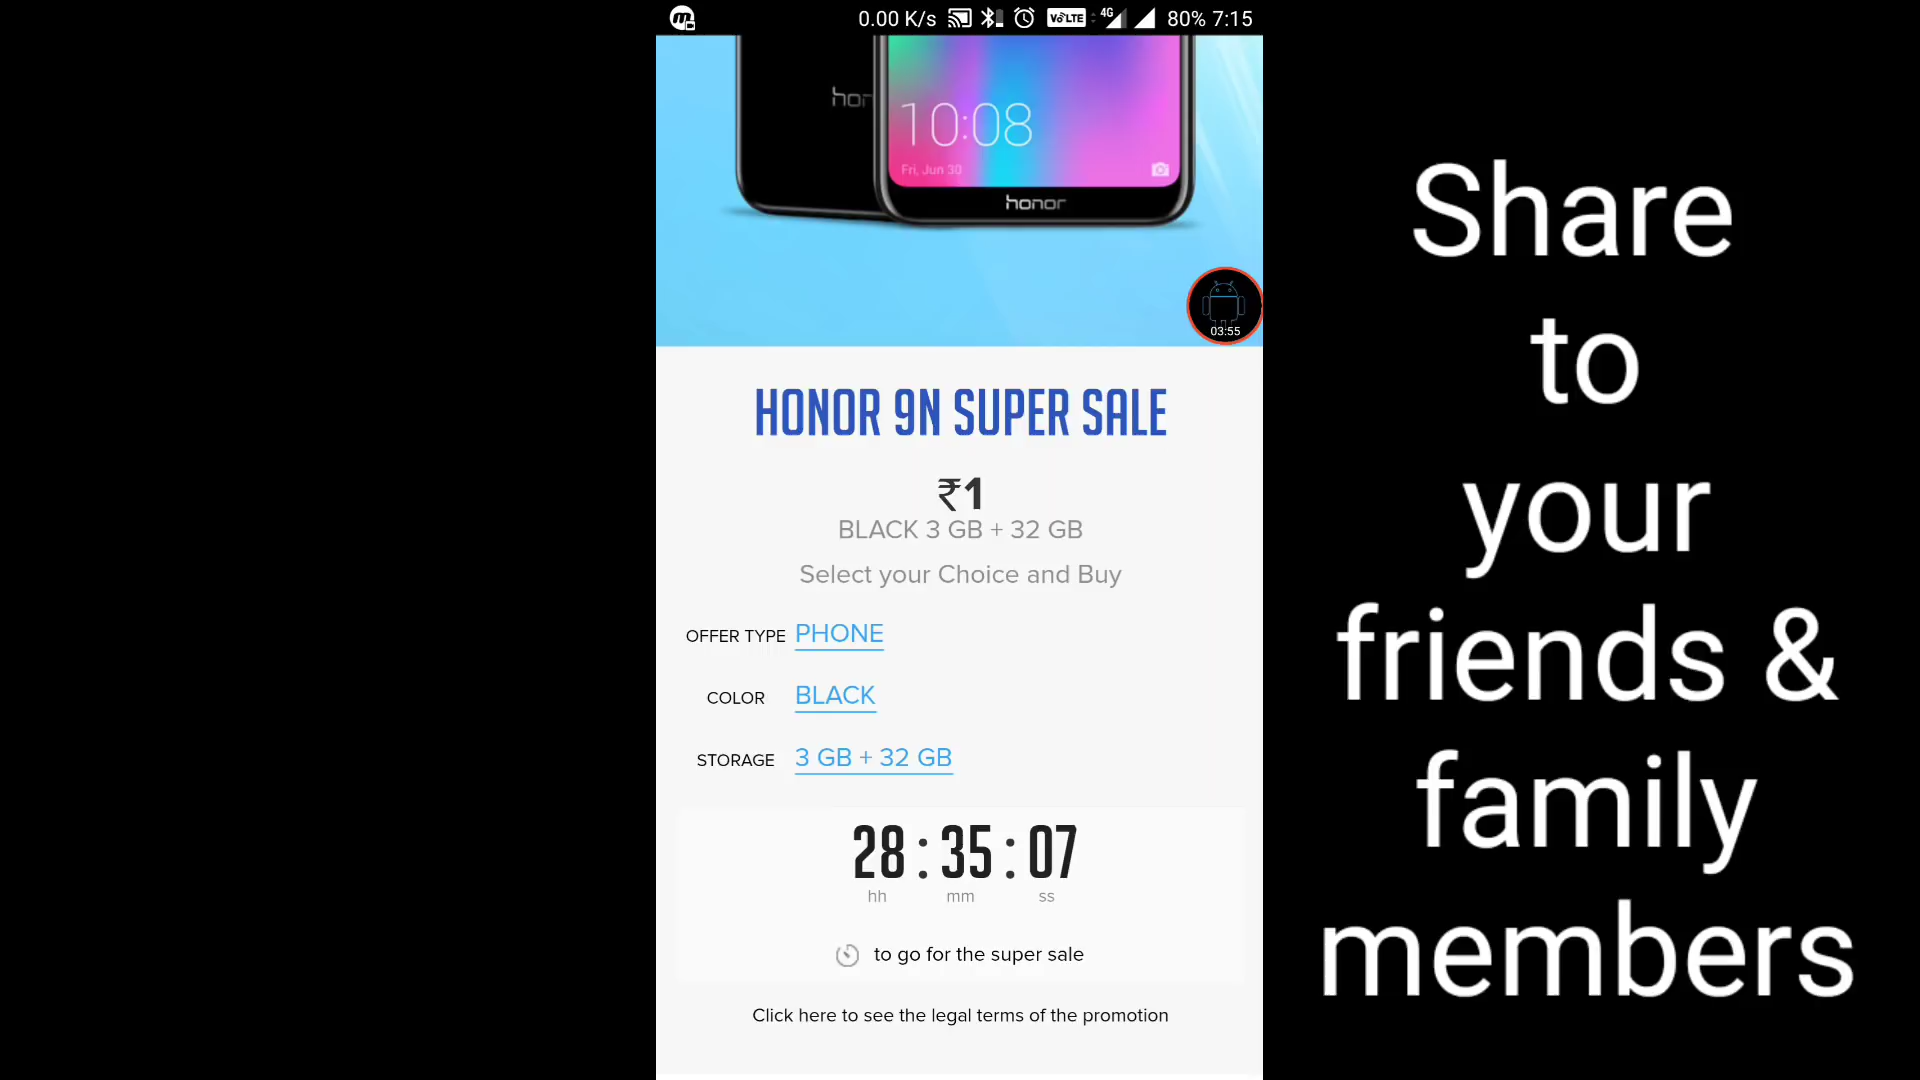 0.00 K/s VoLTE 4G 80% 7:15
hon
10:08
Fri, Jun 30
honor
03:55
HONOR 9N SUPER SALE
₹1
BLACK 3 GB + 32 GB
Select your Choice and Buy
OFFER TYPE PHONE
COLOR BLACK
STORAGE 3 GB + 32 GB
28 : 35 : 07
hh mm ss
to go for the super sale
Click here to see the legal terms of the promotion
Share
to
your
friends &
family
members